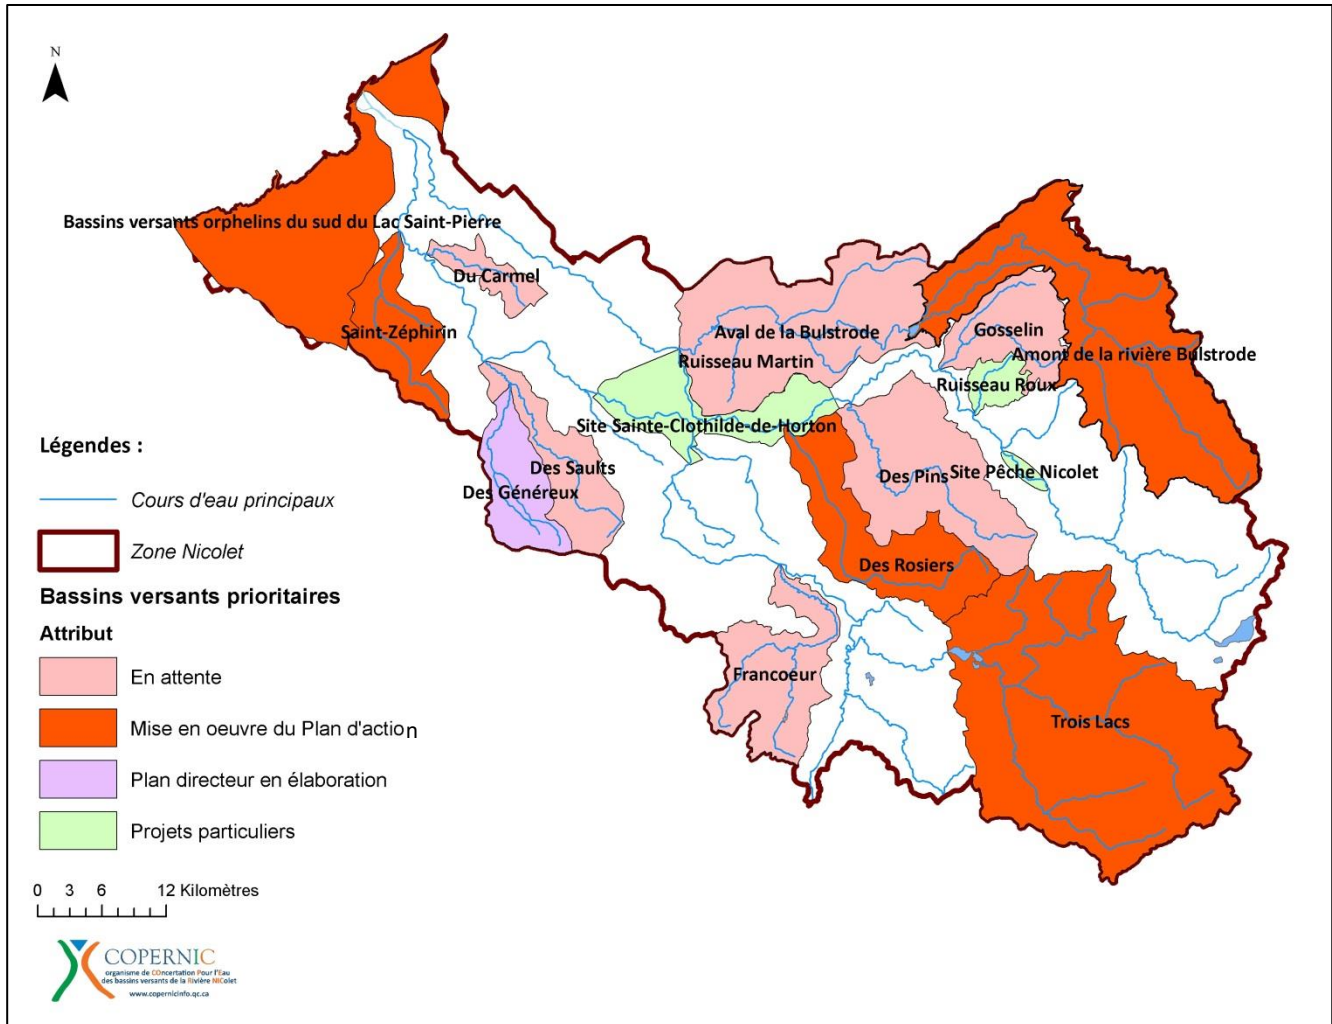 N
Bassins versants orphelins du sud du Lac Saint-Pierre
Du Carmel
Saint-Zéphirin
Aval de la Bulstrode
Gosselin
Ruisseau Martin
Amont de la rivière Bulstrode
Ruisseau Roux
Site Sainte-Clothilde-de-Horton
Des Saults
Des Pins
Site Pêche Nicolet
Des Généreux
Des Rosiers
Francoeur
Trois Lacs
Légendes :
Cours d'eau principaux
Zone Nicolet
Bassins versants prioritaires
Attribut
En attente
Mise en oeuvre du Plan d'action
Plan directeur en élaboration
Projets particuliers
0 3 6 12 Kilomètres
COPERNIC
organisme de COncertation Pour l'Eau
des bassins versants de la Rivière NIColet
www.copernicinfo.qc.ca